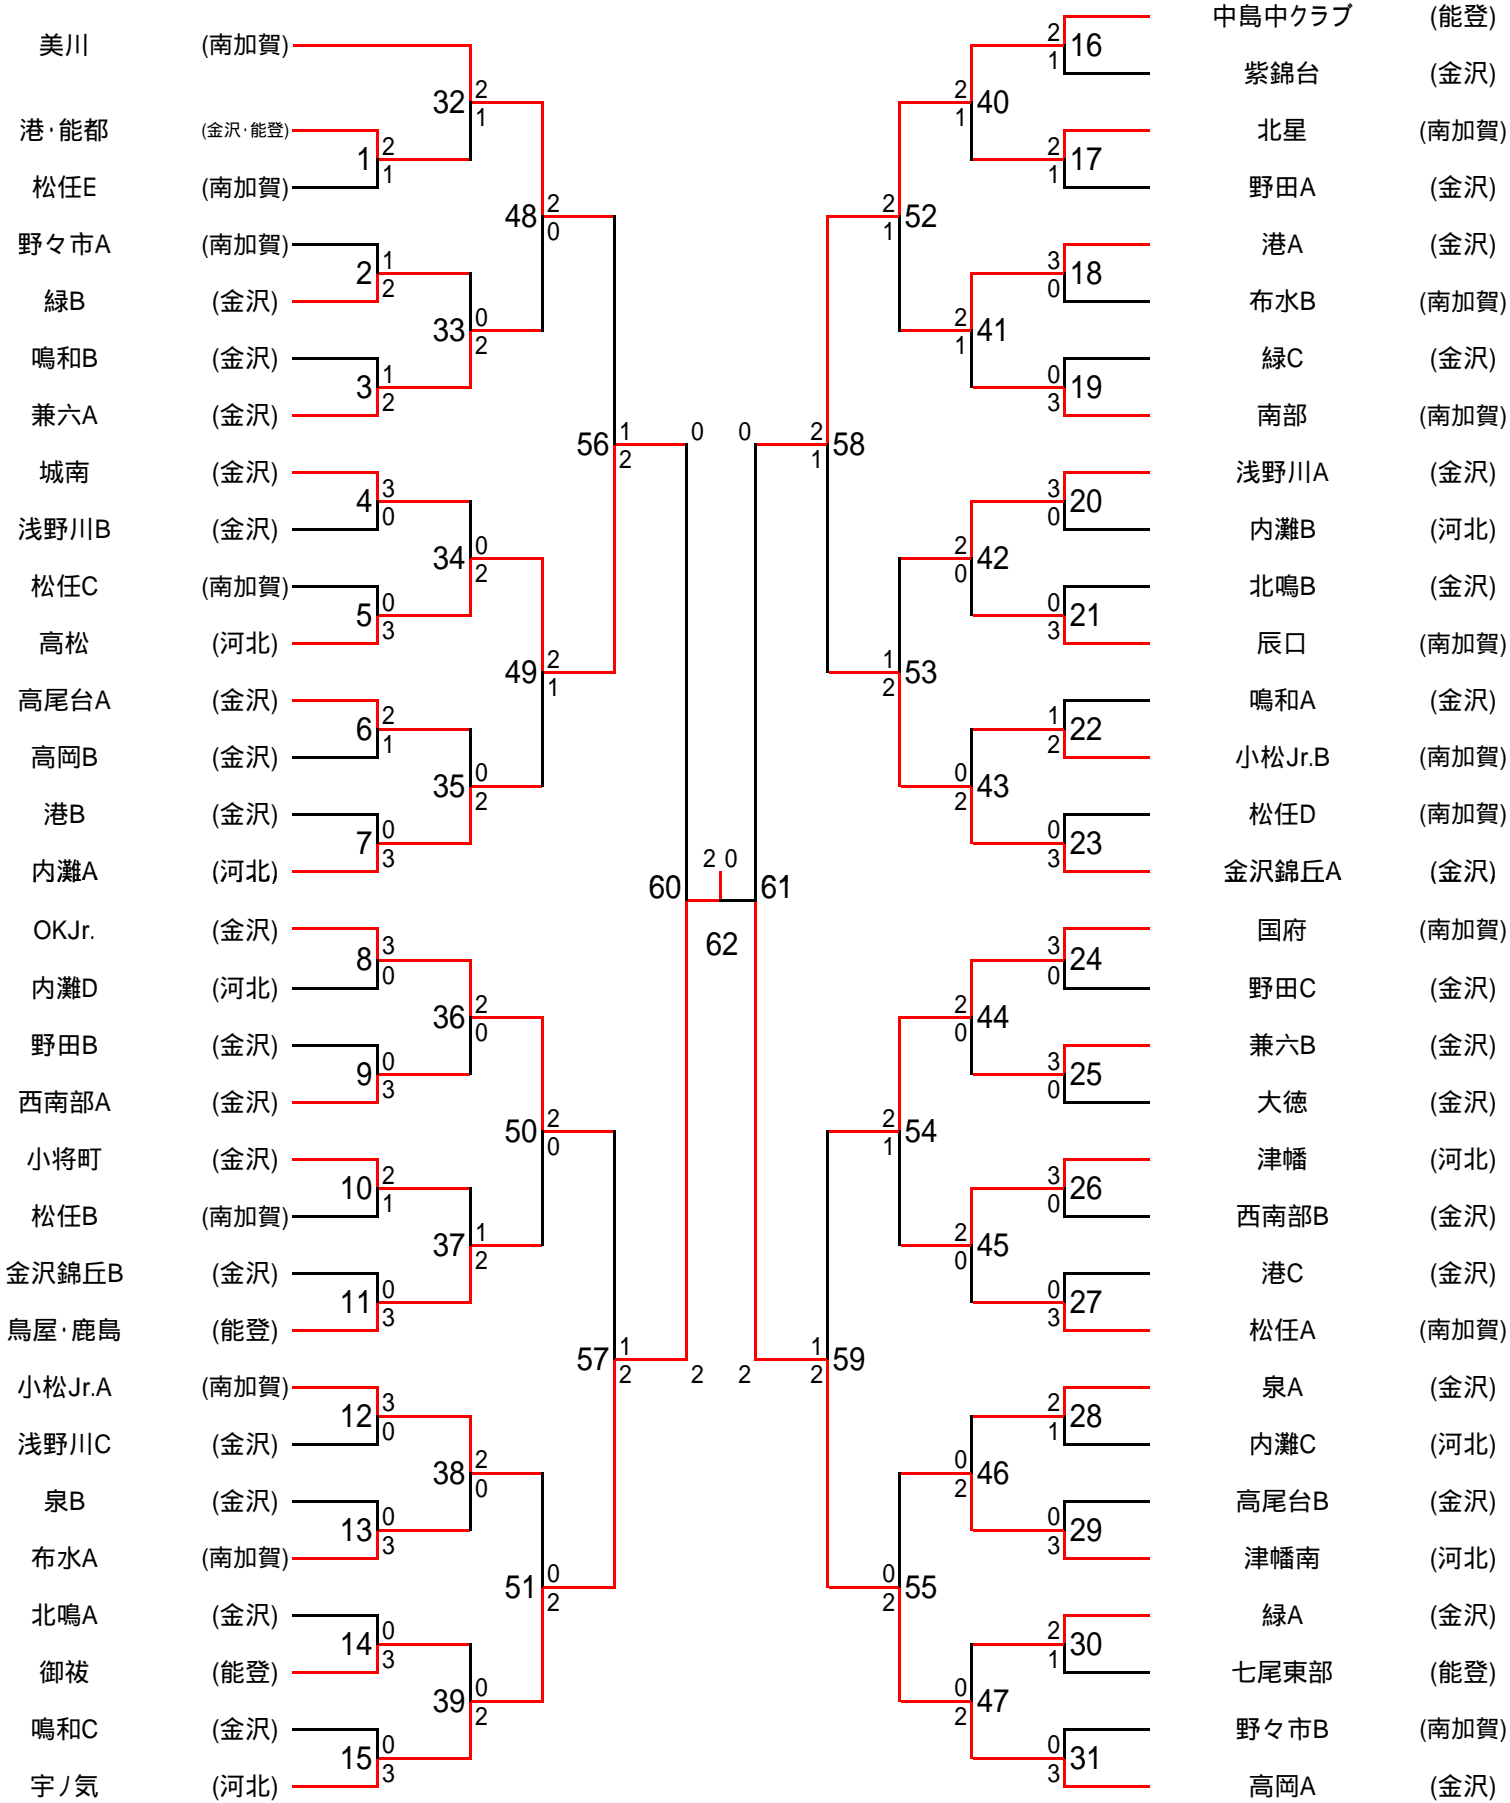 美川 (南加賀)
港・能都 (金沢・能登)
松任E (南加賀)
野々市A (南加賀)
緑B (金沢)
鳴和B (金沢)
兼六A (金沢)
城南 (金沢)
浅野川B (金沢)
松任C (南加賀)
高松 (河北)
高尾台A (金沢)
高岡B (金沢)
港B (金沢)
内灘A (河北)
OKJr. (金沢)
内灘D (河北)
野田B (金沢)
西南部A (金沢)
小将町 (金沢)
松任B (南加賀)
金沢錦丘B (金沢)
鳥屋・鹿島 (能登)
小松Jr.A (南加賀)
浅野川C (金沢)
泉B (金沢)
布水A (南加賀)
北鳴A (金沢)
御祓 (能登)
鳴和C (金沢)
宇ノ気 (河北)
1 2 1
2 1 2
3 1 2
4 3 0
5 0 3
6 2 1
7 0 3
8 3 0
9 0 3
10 2 1
11 0 3
12 3 0
13 0 3
14 0 3
15 0 3
32 2 1
33 0 2
34 0 2
35 0 2
36 2 0
37 1 2
38 2 0
39 0 2
48 2 0
49 2 1
50 2 0
51 0 2
56 1 2
57 1 2
60 0 2
62 2 0
61 0 2
2 1 58
1 2 59
2 1 52
1 2 53
2 1 54
0 2 55
2 1 40
2 1 41
2 0 42
0 2 43
2 0 44
2 0 45
0 2 46
0 2 47
2 1 16
2 1 17
3 0 18
0 3 19
3 0 20
0 3 21
1 2 22
0 3 23
3 0 24
3 0 25
3 0 26
0 3 27
2 1 28
0 3 29
2 1 30
0 3 31
中島中クラブ (能登)
紫錦台 (金沢)
北星 (南加賀)
野田A (金沢)
港A (金沢)
布水B (南加賀)
緑C (金沢)
南部 (南加賀)
浅野川A (金沢)
内灘B (河北)
北鳴B (金沢)
辰口 (南加賀)
鳴和A (金沢)
小松Jr.B (南加賀)
松任D (南加賀)
金沢錦丘A (金沢)
国府 (南加賀)
野田C (金沢)
兼六B (金沢)
大徳 (金沢)
津幡 (河北)
西南部B (金沢)
港C (金沢)
松任A (南加賀)
泉A (金沢)
内灘C (河北)
高尾台B (金沢)
津幡南 (河北)
緑A (金沢)
七尾東部 (能登)
野々市B (南加賀)
高岡A (金沢)